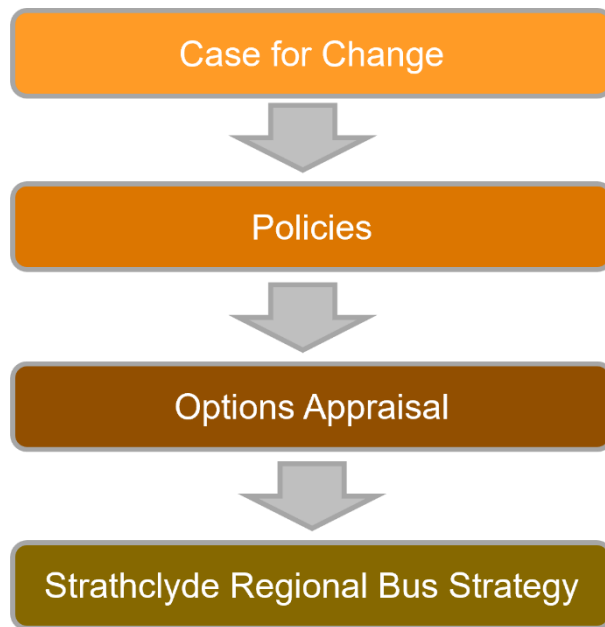 Case for Change
Policies
Options Appraisal
Strathclyde Regional Bus Strategy